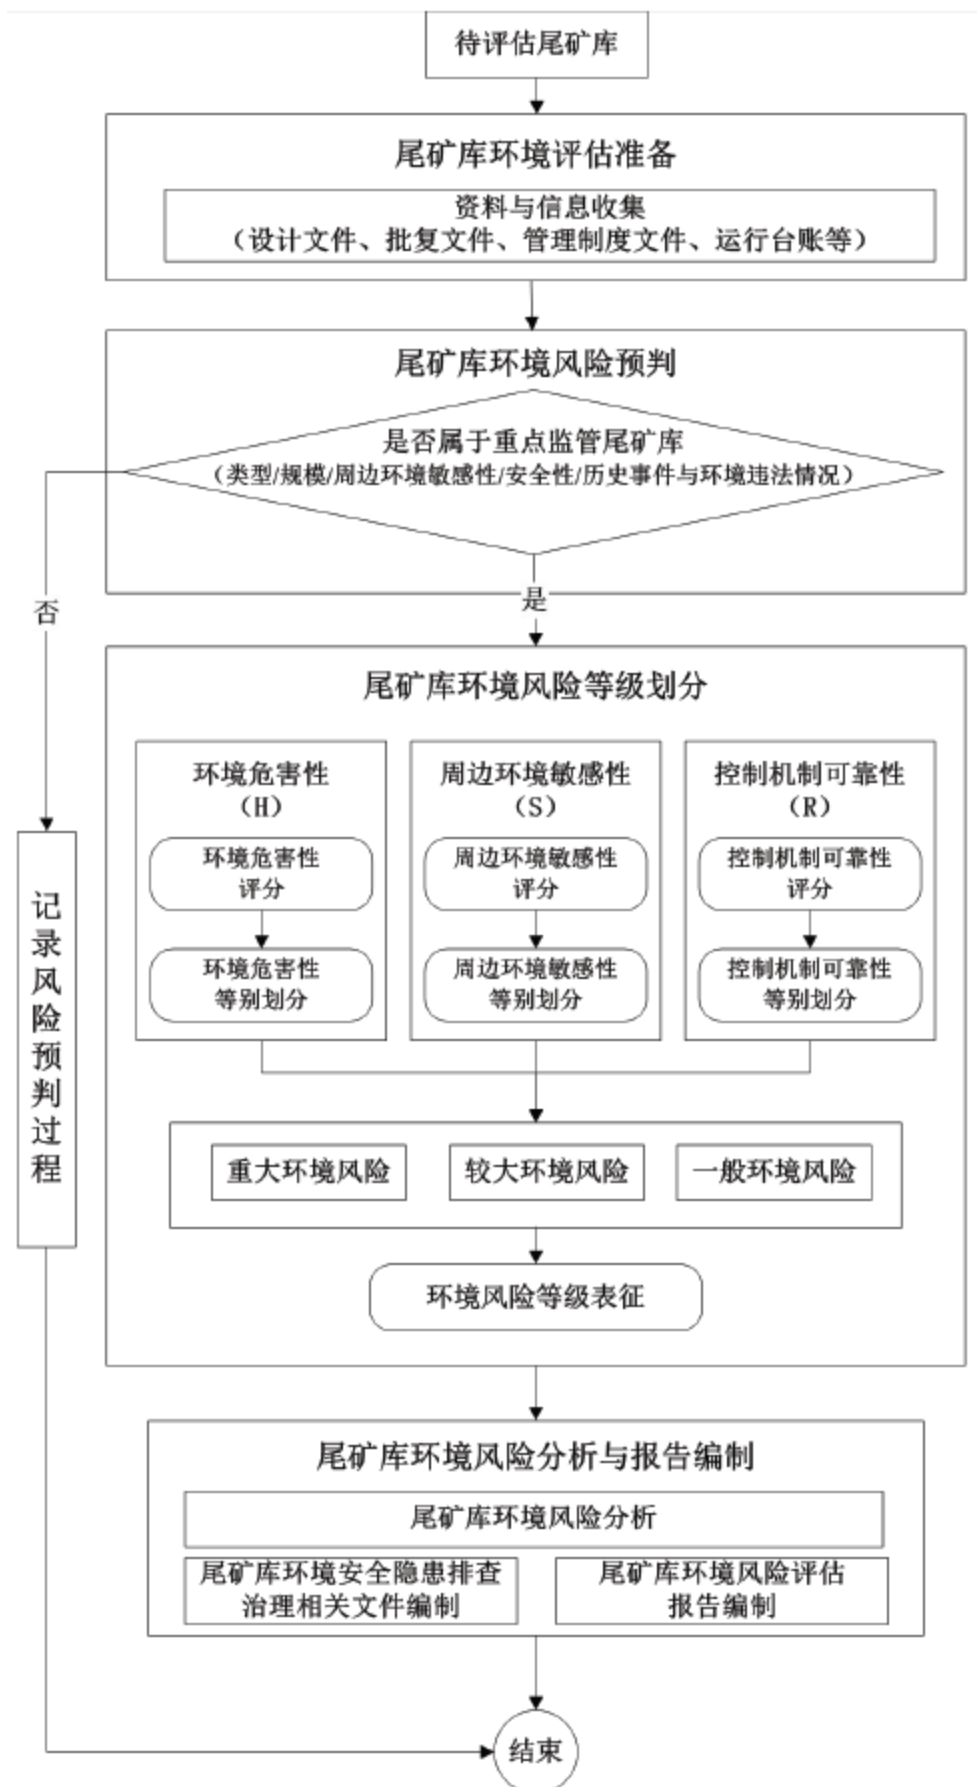 待评估尾矿库
尾矿库环境评估准备
资料与信息收集
（设计文件、批复文件、管理制度文件、运行台账等）
尾矿库环境风险预判
是否属于重点监管尾矿库
（类型/规模/周边环境敏感性/安全性/历史事件与环境违法情况）
否
是
尾矿库环境风险等级划分
环境危害性
（H）
环境危害性
评分
环境危害性
等别划分
周边环境敏感性
（S）
周边环境敏感性
评分
周边环境敏感性
等别划分
控制机制可靠性
（R）
控制机制可靠性
评分
控制机制可靠性
等别划分
记录风险预判过程
重大环境风险
较大环境风险
一般环境风险
环境风险等级表征
尾矿库环境风险分析与报告编制
尾矿库环境风险分析
尾矿库环境安全隐患排查
治理相关文件编制
尾矿库环境风险评估
报告编制
结束